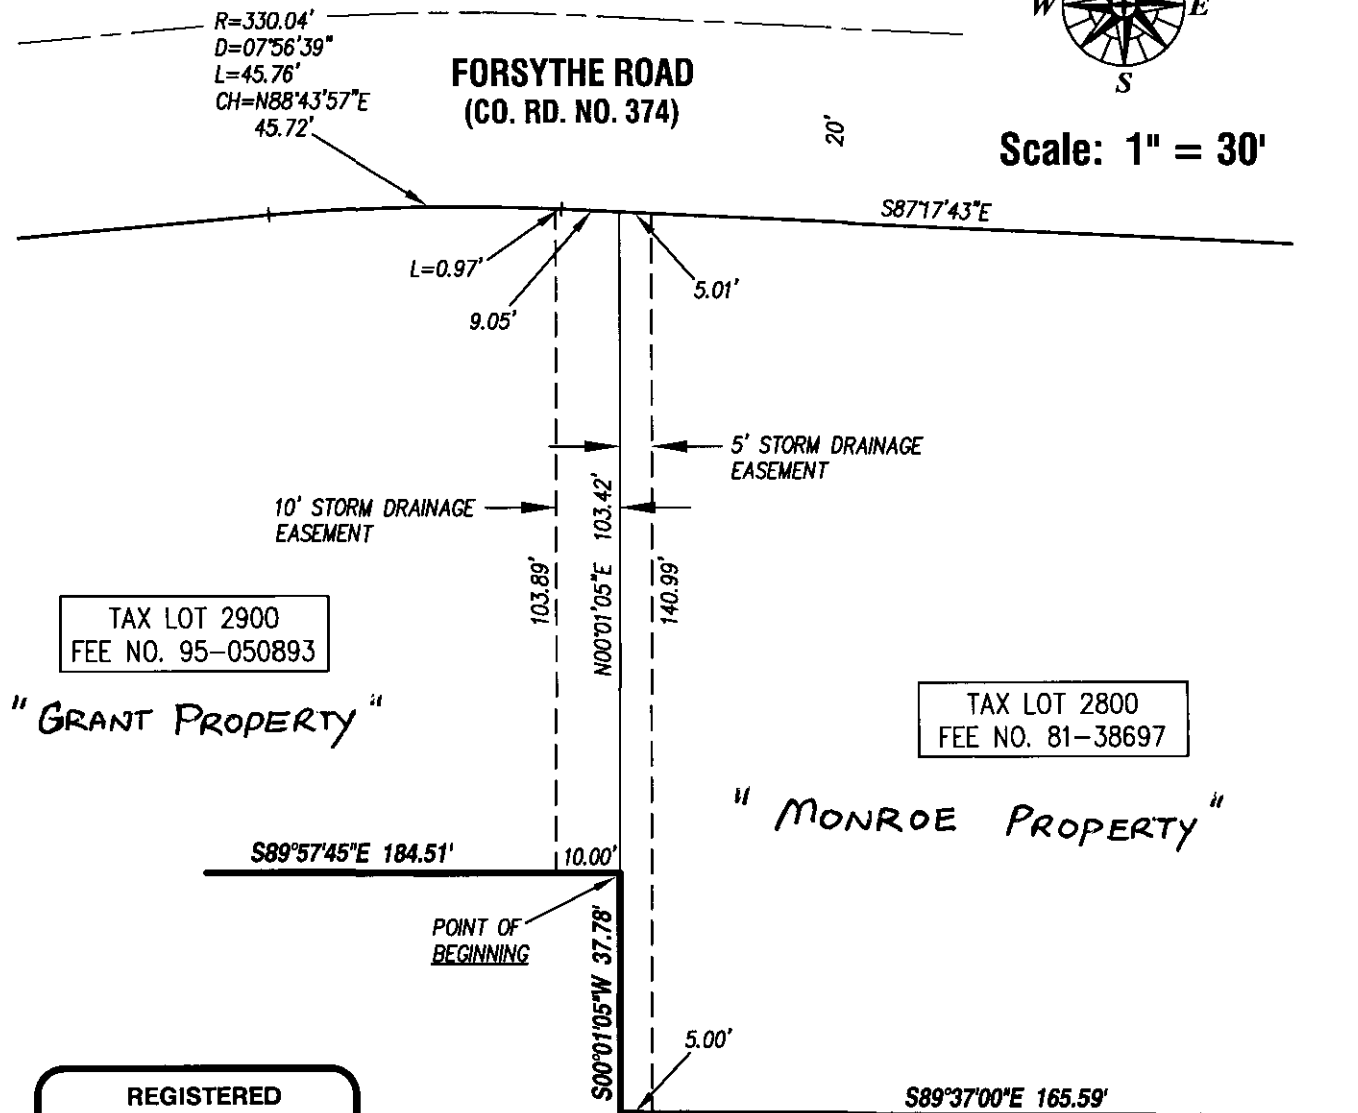 R=330.04'
D=07°56'39"
L=45.76'
CH=N88°43'57"E
45.72'
FORSYTHE ROAD
(CO. RD. NO. 374)
20'
W E
S
Scale: 1" = 30'
S87°17'43"E
L=0.97'
9.05'
5.01'
5' STORM DRAINAGE
EASEMENT
10' STORM DRAINAGE
EASEMENT
103.89'
N00°01'05"E 103.42'
140.99'
TAX LOT 2900
FEE NO. 95-050893
"GRANT PROPERTY"
TAX LOT 2800
FEE NO. 81-38697
"MONROE PROPERTY"
S89°57'45"E 184.51'
10.00'
POINT OF
BEGINNING
S00°01'05"W 37.78'
5.00'
REGISTERED
S89°37'00"E 165.59'